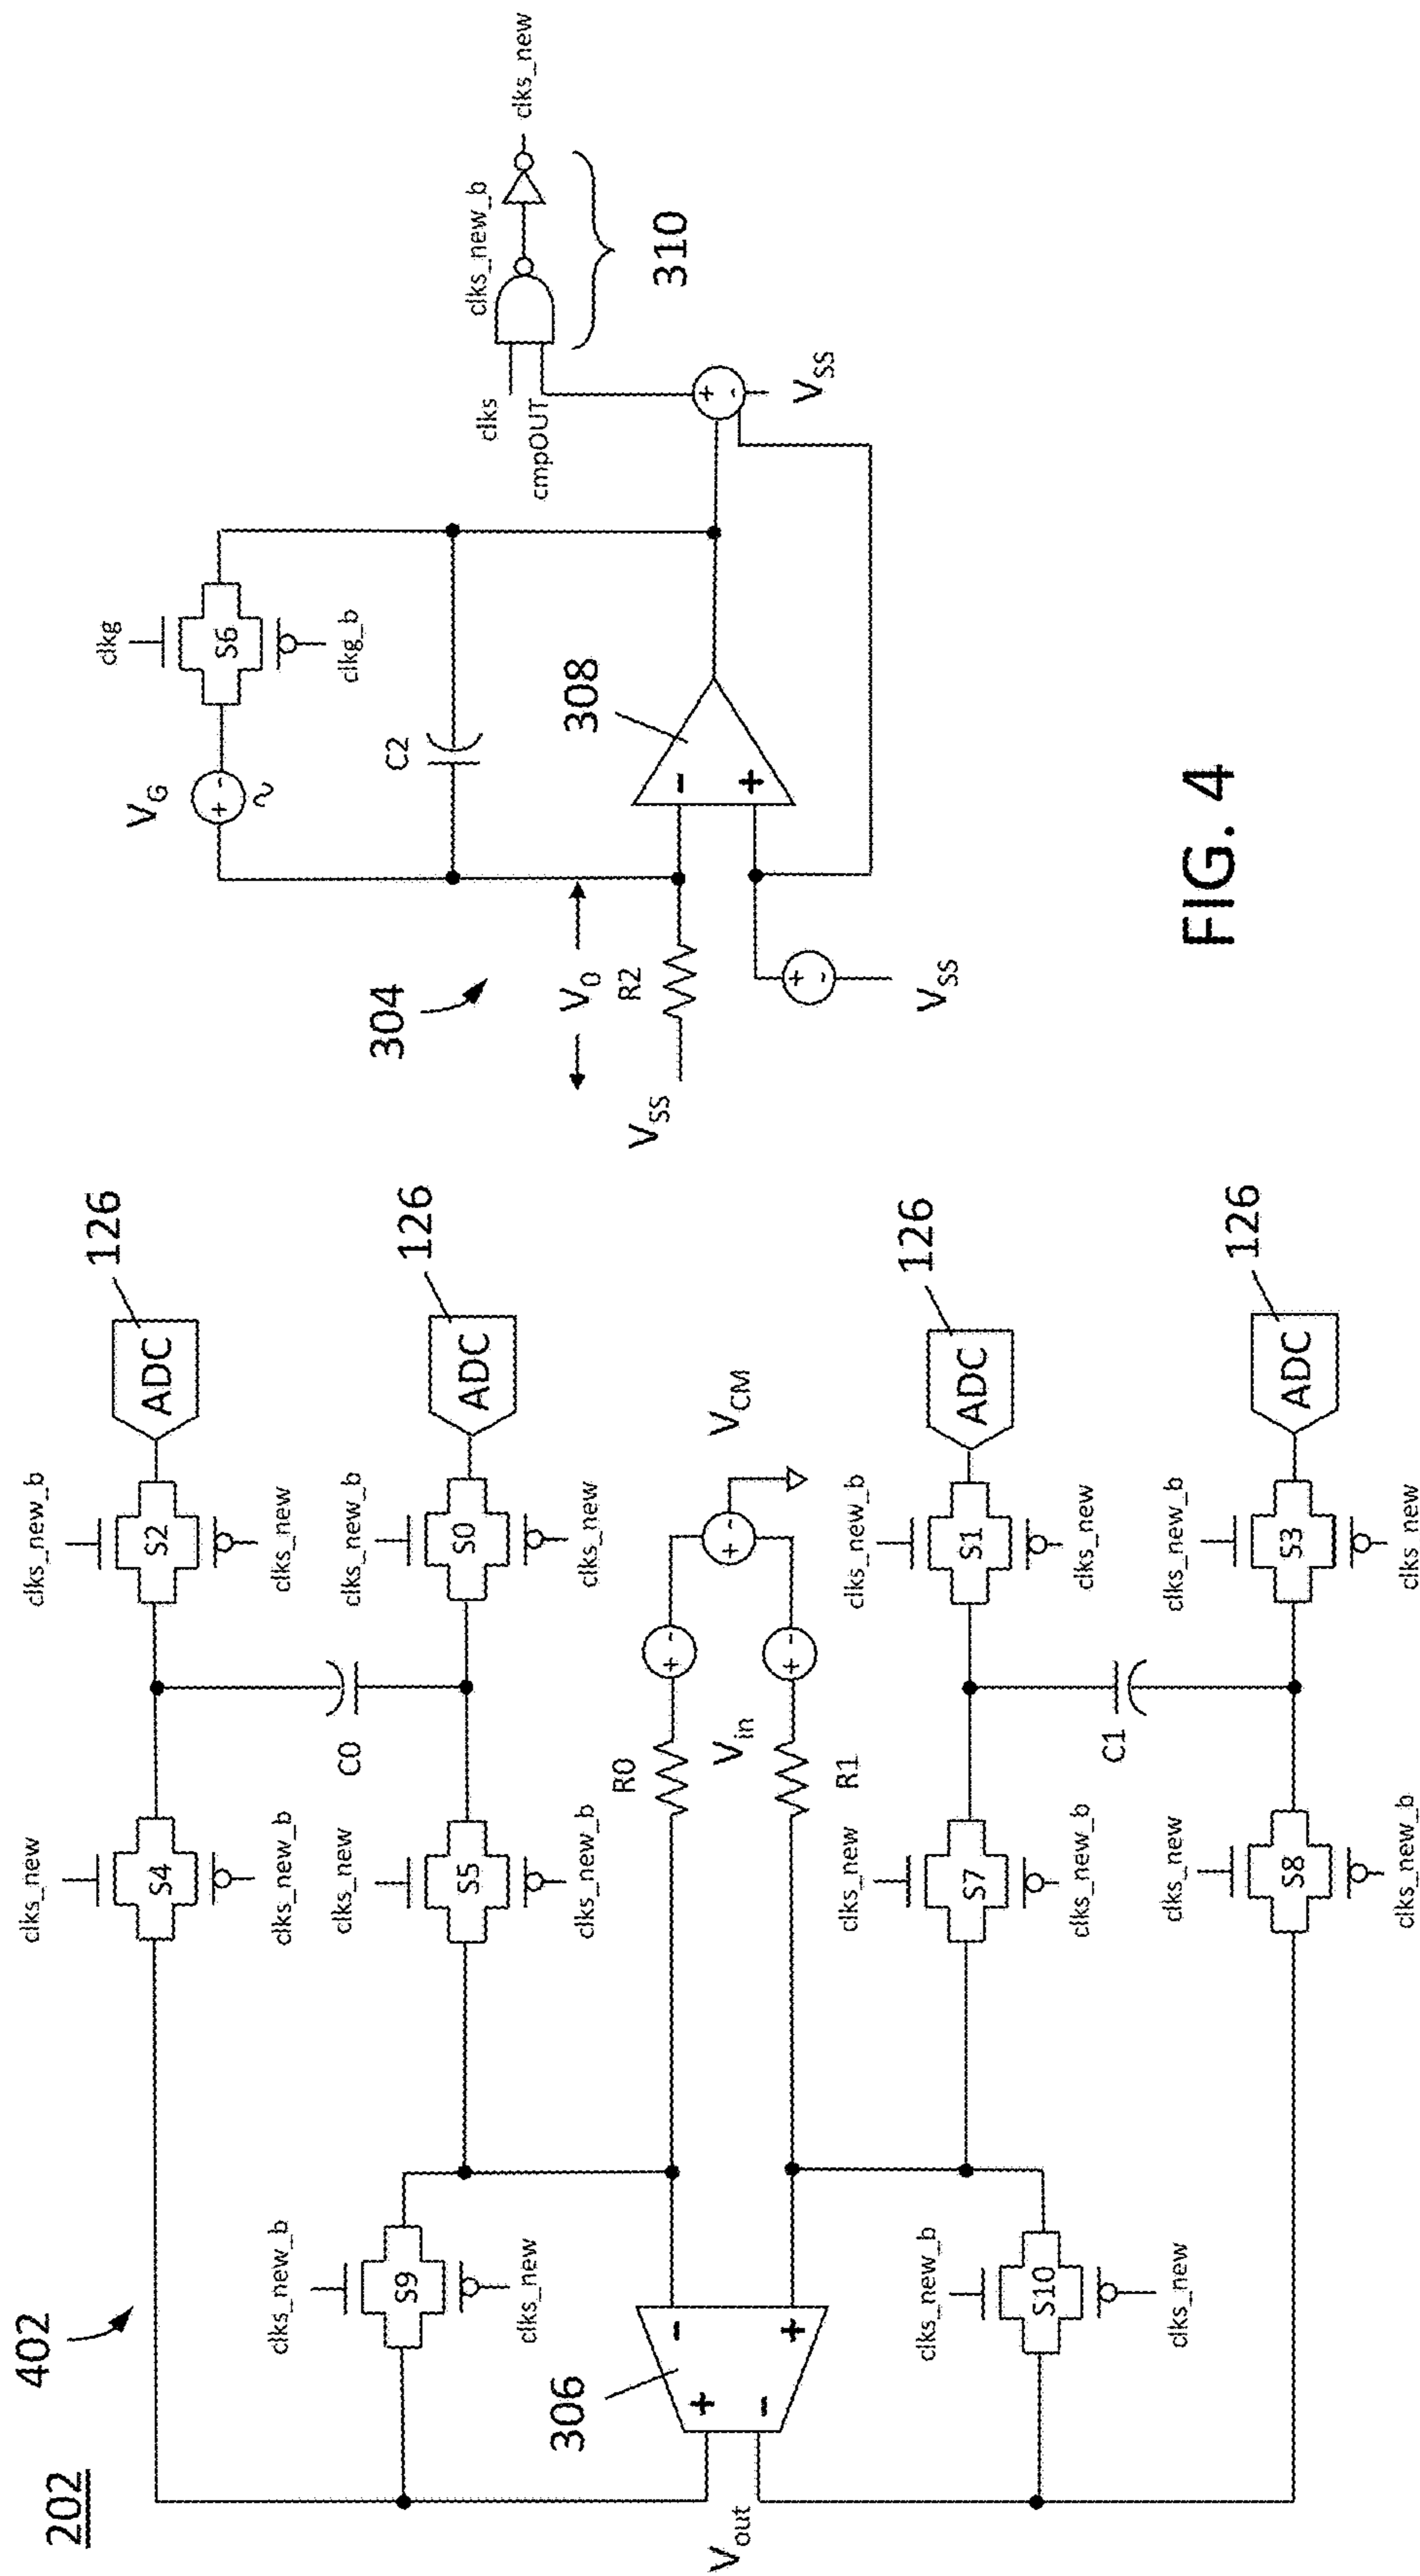 202
402
clks_new
S4
clks_new_b
clks_new_b
S2
clks_new
ADC
126
C0
clks_new_b
S9
clks_new
clks_new
S5
clks_new_b
clks_new_b
S0
clks_new
ADC
126
306
-
+
+
-
Vout
R0
Vin
R1
+ -
+ -
+ -
VCM
clks_new_b
S10
clks_new
clks_new
S7
clks_new_b
clks_new_b
S1
clks_new
ADC
126
C1
clks_new
S8
clks_new_b
clks_new_b
S3
clks new
ADC
126
304
VG
+ -
~
clkg
S6
clkg_b
C2
V0
R2
VSS
308
-
+
+ -
VSS
+ -
VSS
clks
cmpOUT
clks_new_b
clks_new
310
FIG. 4